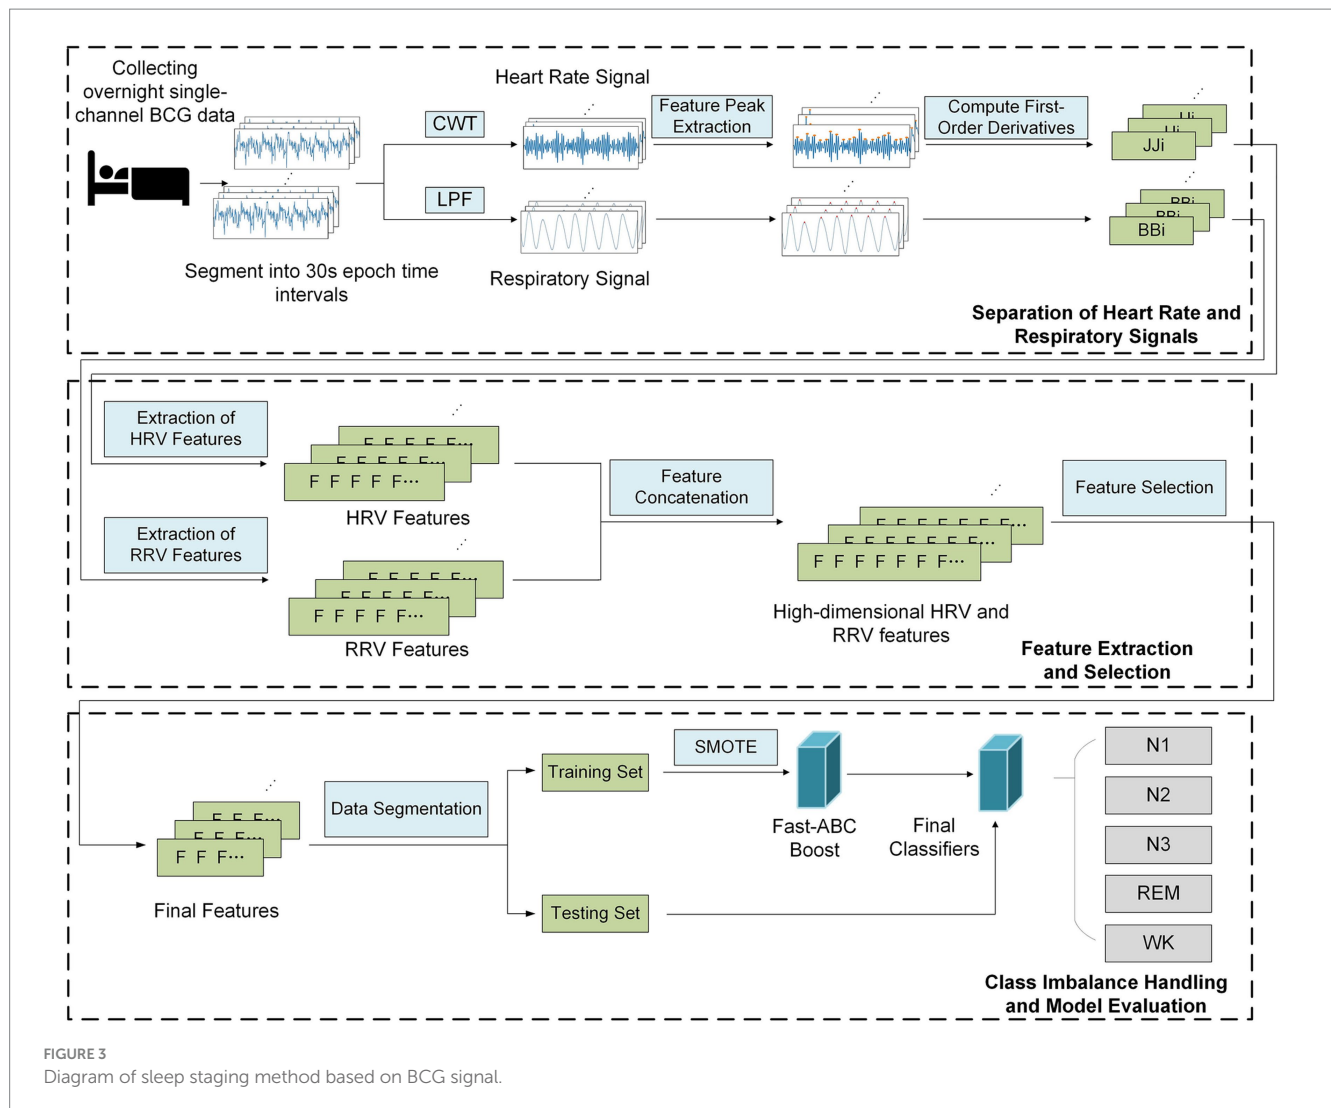 Collecting
overnight single-
channel BCG data
Heart Rate Signal
CWT
Feature Peak
Extraction
Compute First-
Order Derivatives
JJi
LPF
BBi
BBi
BBi
Segment into 30s epoch time
intervals
Respiratory Signal
Separation of Heart Rate and
Respiratory Signals
Extraction of
HRV Features
F F F F F...
F F F F F...
F F F F F...
HRV Features
Extraction of
RRV Features
F F F F F...
F F F F F...
F F F F F...
RRV Features
Feature
Concatenation
F F F F F F F...
F F F F F F F...
F F F F F F F...
High-dimensional HRV and
RRV features
Feature Selection
Feature Extraction
and Selection
F F F...
F F F...
F F F...
Final Features
Data Segmentation
Training Set
Testing Set
SMOTE
Fast-ABC
Boost
Final
Classifiers
N1
N2
N3
REM
WK
Class Imbalance Handling
and Model Evaluation
FIGURE 3
Diagram of sleep staging method based on BCG signal.